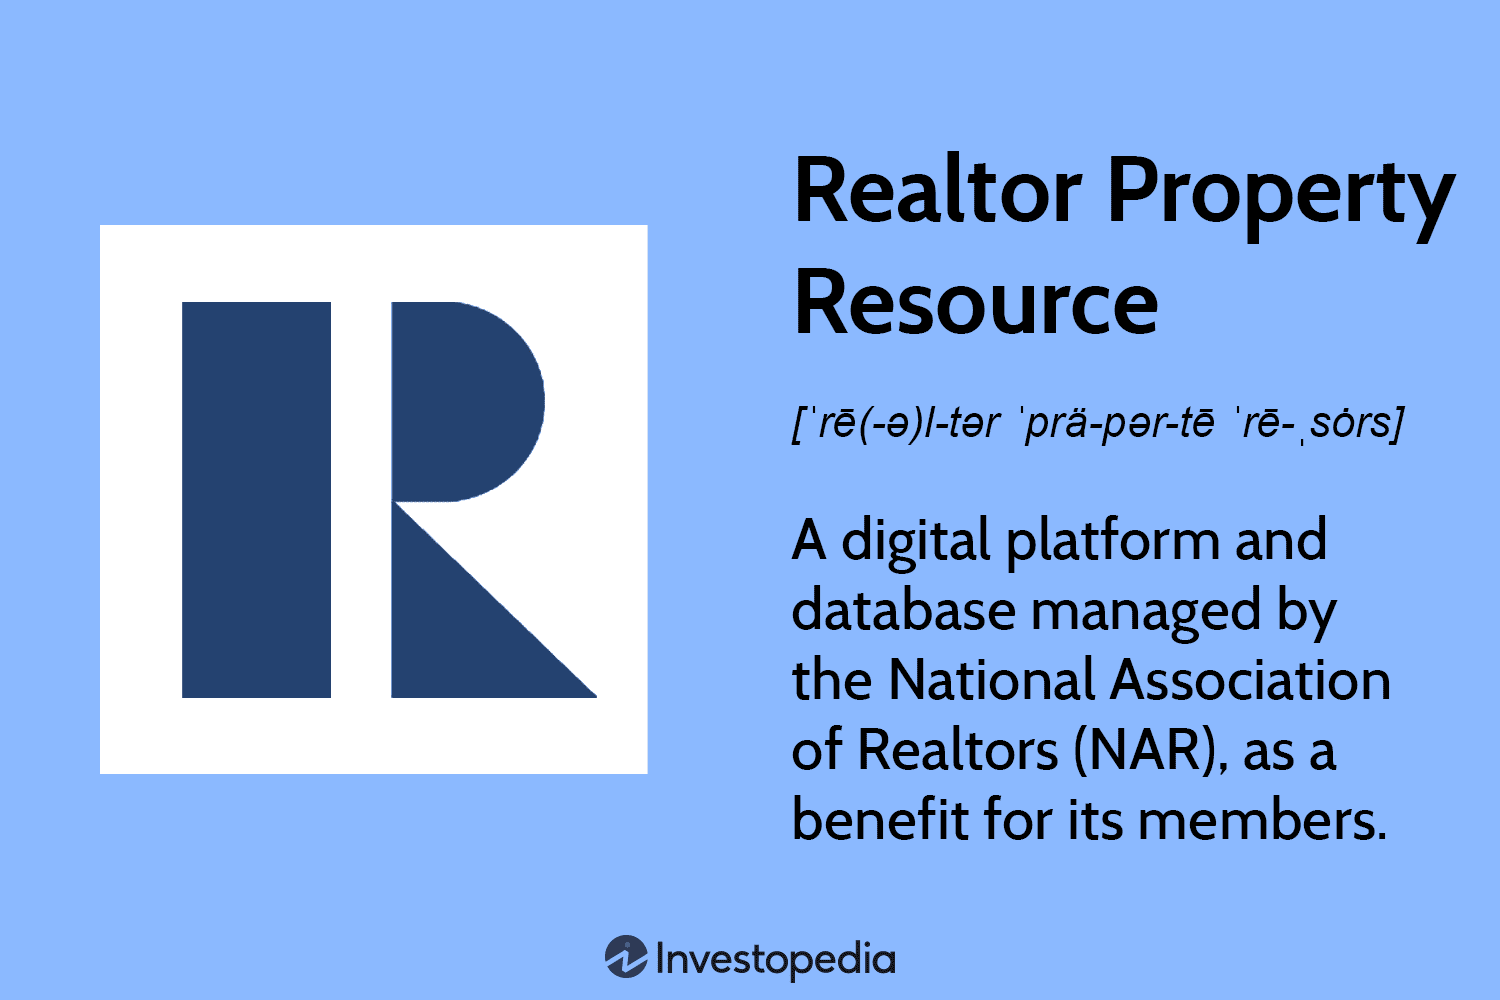 R
Realtor Property
Resource
[ˈrē(-ə)l-tər ˈprä-pər-tē ˈrē-ˌsȯrs]
A digital platform and
database managed by
the National Association
of Realtors (NAR), as a
benefit for its members.
Investopedia